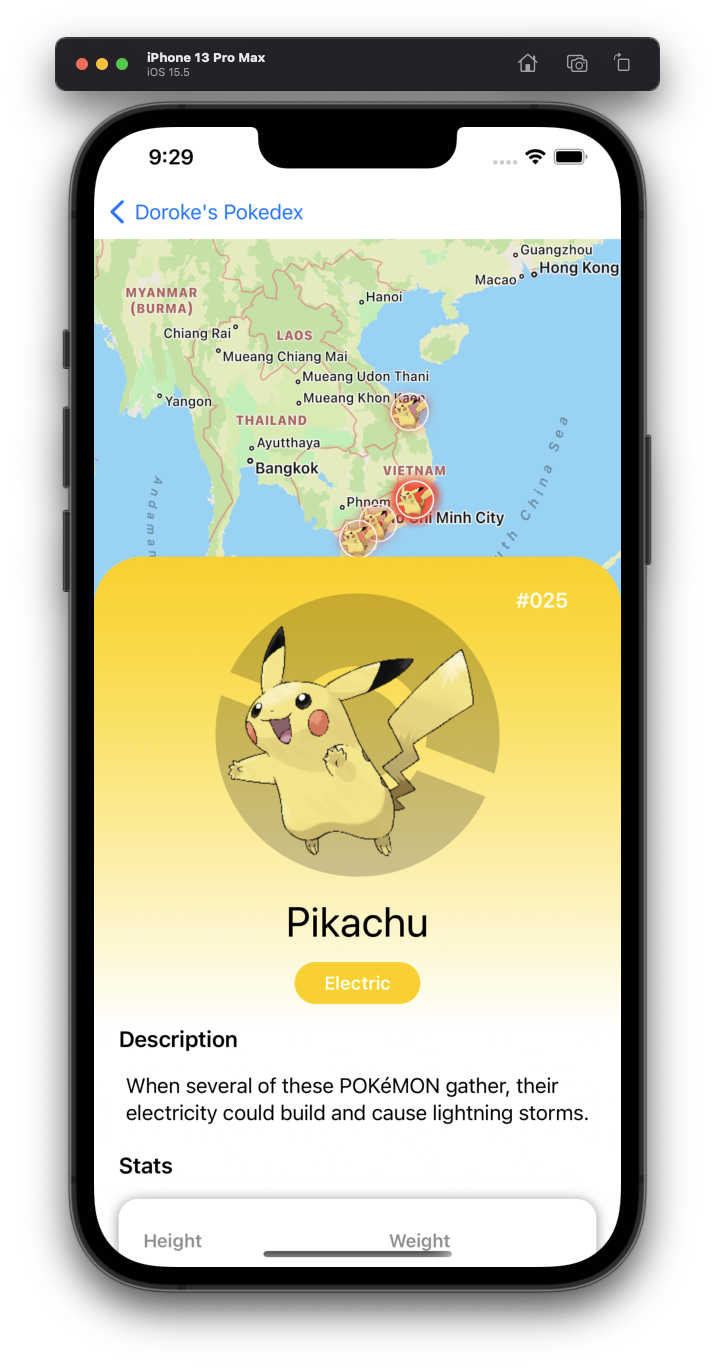 iPhone 13 Pro Max
iOS 15.5
9:29
Doroke's Pokedex
Guangzhou
Hong Kong
Macao
MYANMAR
(BURMA)
Hanoi
Chiang Rai
LAOS
Mueang Chiang Mai
Mueang Udon Thani
Mueang Khon Kaen
Yangon
THAILAND
Ayutthaya
Bangkok
VIETNAM
Phnom
Chi Minh City
Andaman
South China Sea
#025
Pikachu
Electric
Description
When several of these POKéMON gather, their
electricity could build and cause lightning storms.
Stats
Height
Weight